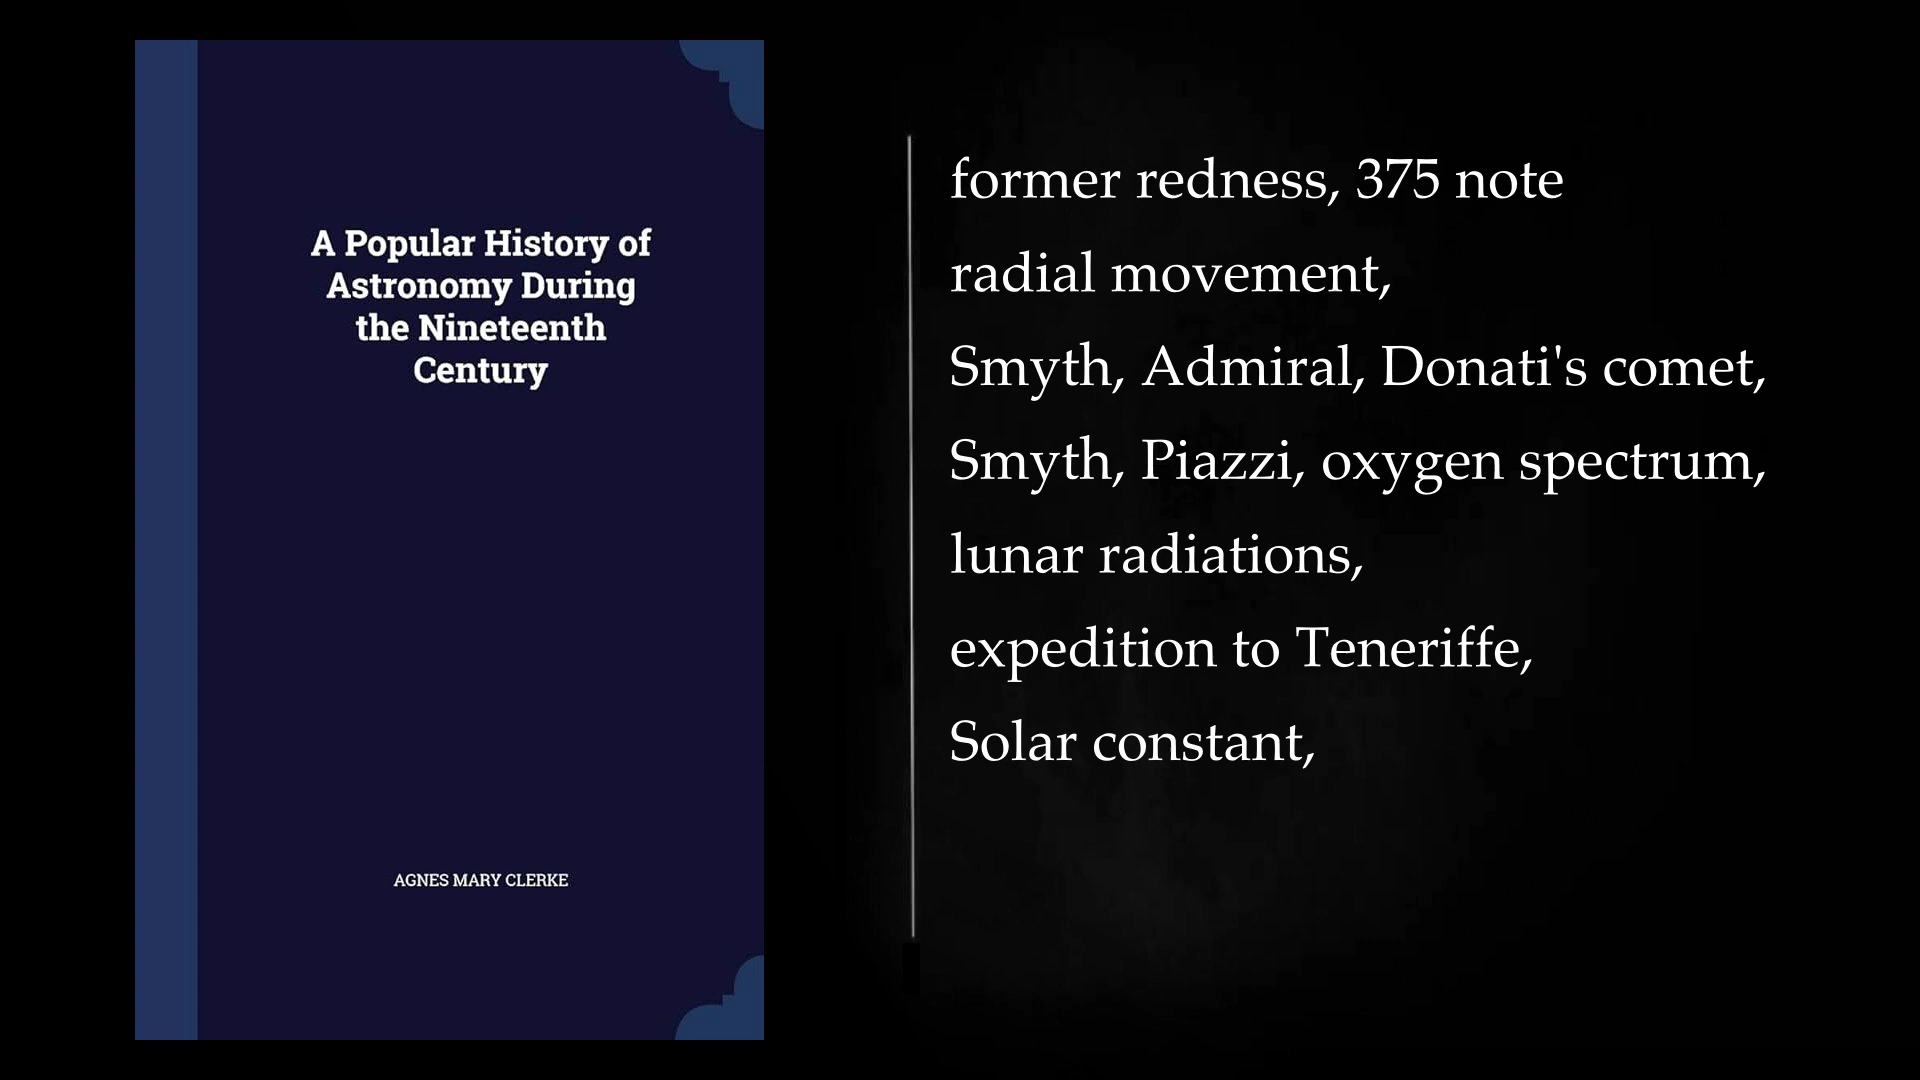 A Popular History of
Astronomy During
the Nineteenth
Century
AGNES MARY CLERKE
former redness, 375 note
radial movement,
Smyth, Admiral, Donati's comet,
Smyth, Piazzi, oxygen spectrum,
lunar radiations,
expedition to Teneriffe,
Solar constant,